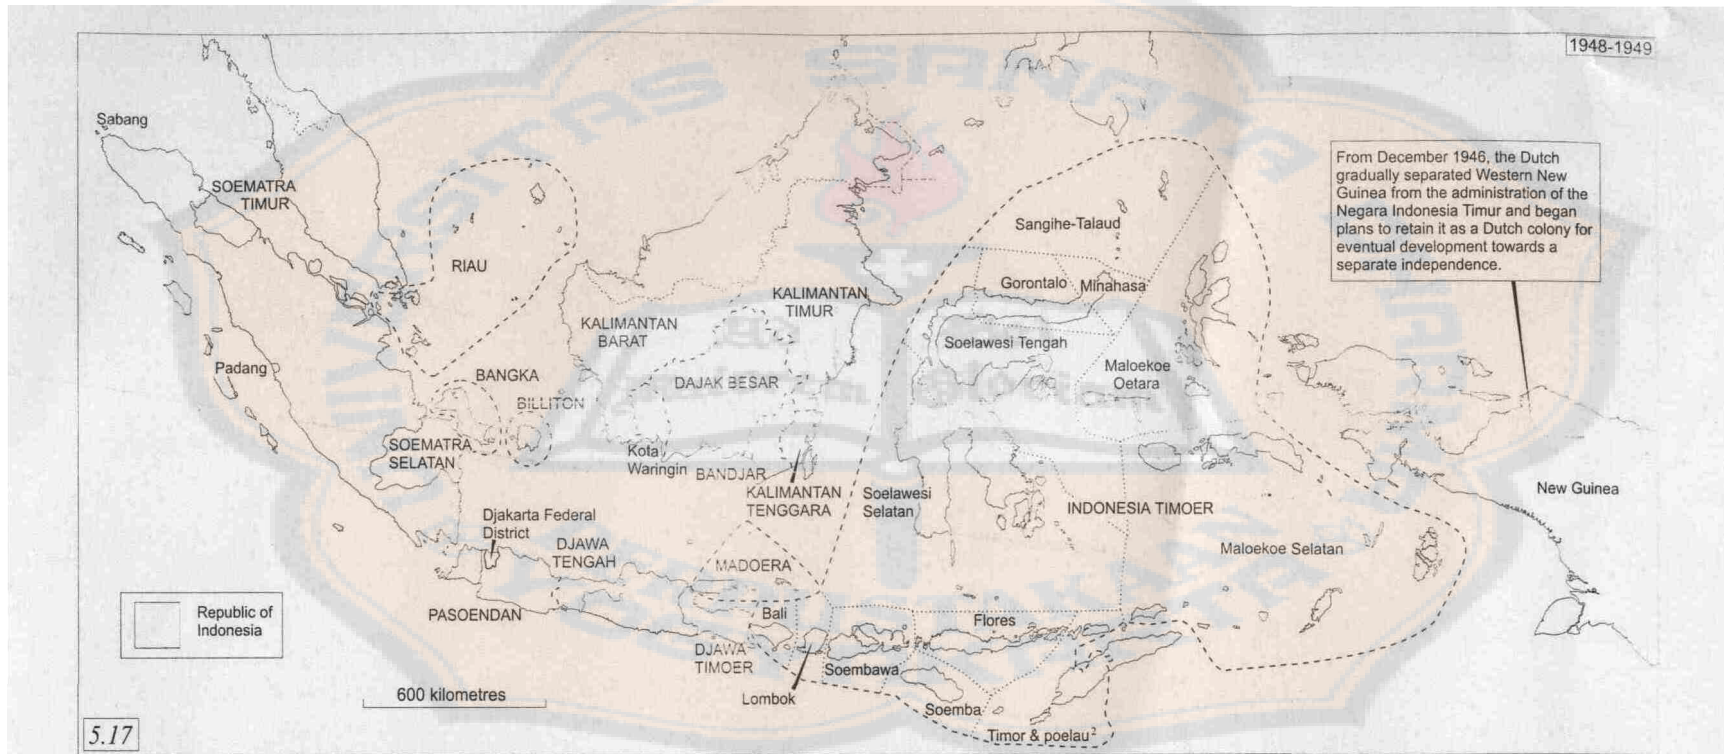 1948-1949
Sabang
SOEMATRA
TIMUR
RIAU
Padang
BANGKA
BILLITON
SOEMATRA
SELATAN
KALIMANTAN
BARAT
KALIMANTAN
TIMUR
DAJAK BESAR
Kota
Waringin
BANDJAR
KALIMANTAN
TENGGARA
Sangihe-Talaud
Gorontalo
Minahasa
Soelawesi Tengah
Maloekoe
Oetara
Soelawesi
Selatan
INDONESIA TIMOER
Maloekoe Selatan
New Guinea
From December 1946, the Dutch
gradually separated Western New
Guinea from the administration of the
Negara Indonesia Timur and began
plans to retain it as a Dutch colony for
eventual development towards a
separate independence.
Djakarta Federal
District
DJAWA
TENGAH
PASOENDAN
MADOERA
Bali
DJAWA
TIMOER
Lombok
Soembawa
Flores
Soemba
Timor & poelau²
Republic of
Indonesia
600 kilometres
5.17
UNIVERSITAS SANATA DHARMA